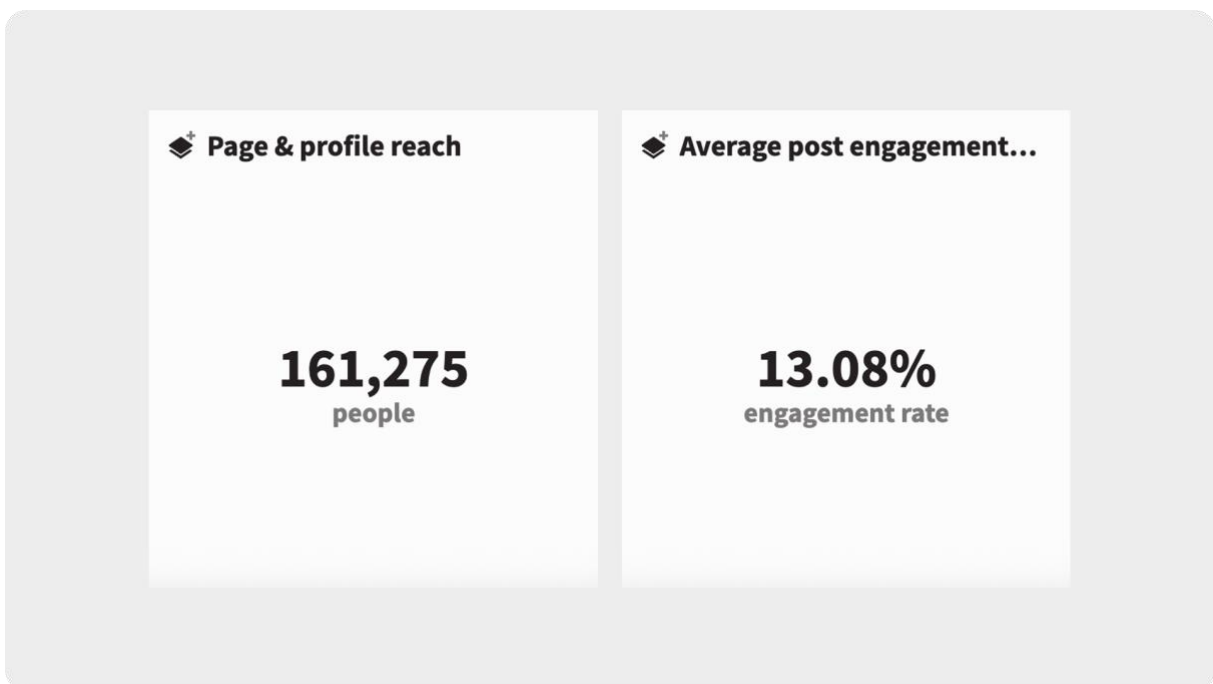 Page & profile reach
161,275
people
Average post engagement...
13.08%
engagement rate